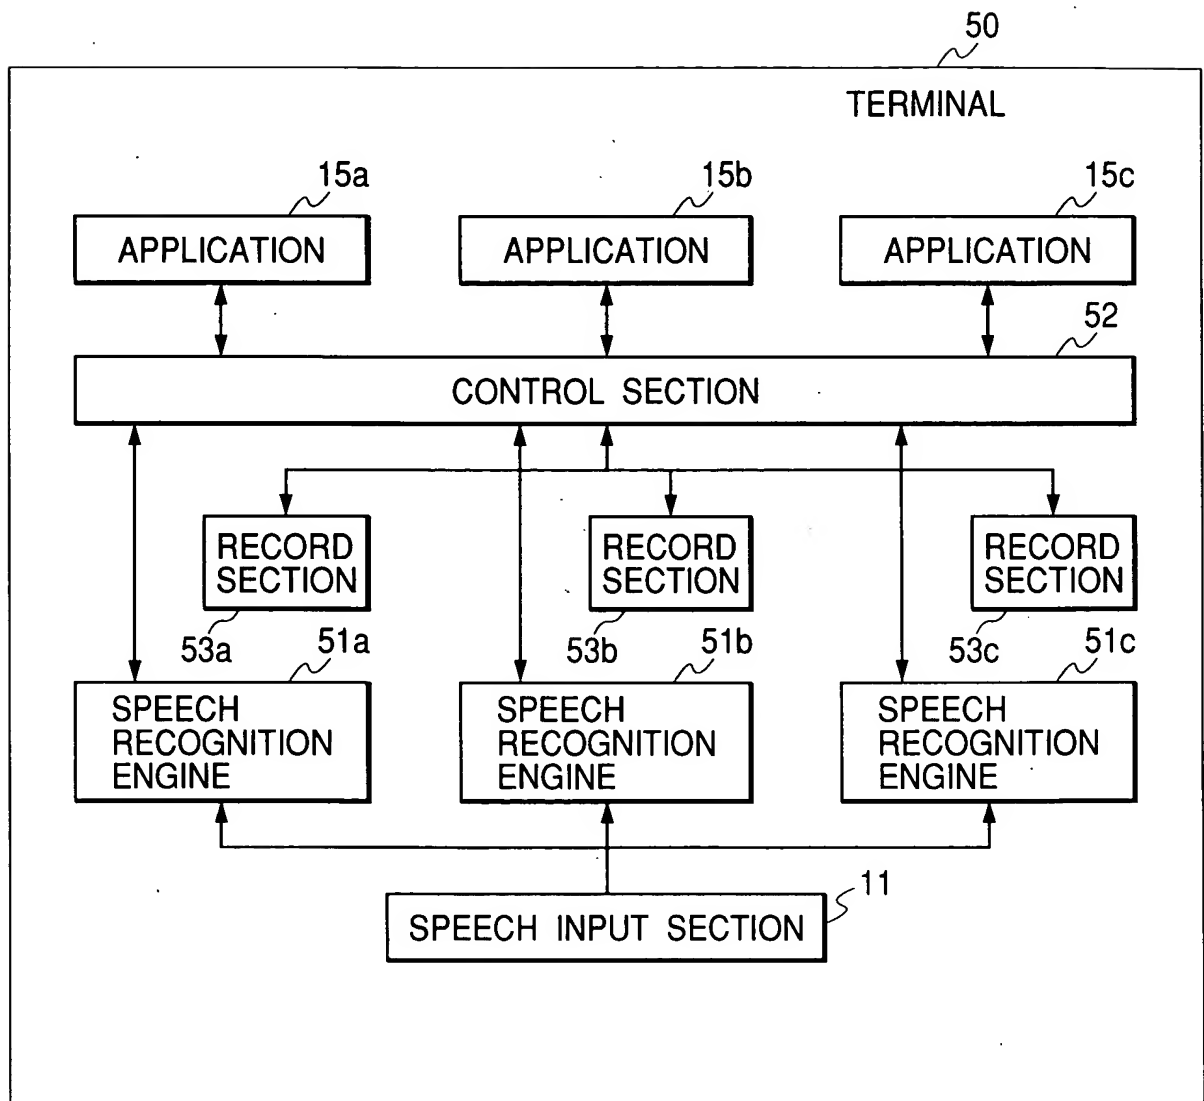 50
TERMINAL
15a
15b
15c
APPLICATION
APPLICATION
APPLICATION
52
CONTROL SECTION
RECORD
SECTION
RECORD
SECTION
RECORD
SECTION
53a
51a
53b
51b
53c
51c
SPEECH
RECOGNITION
ENGINE
SPEECH
RECOGNITION
ENGINE
SPEECH
RECOGNITION
ENGINE
11
SPEECH INPUT SECTION